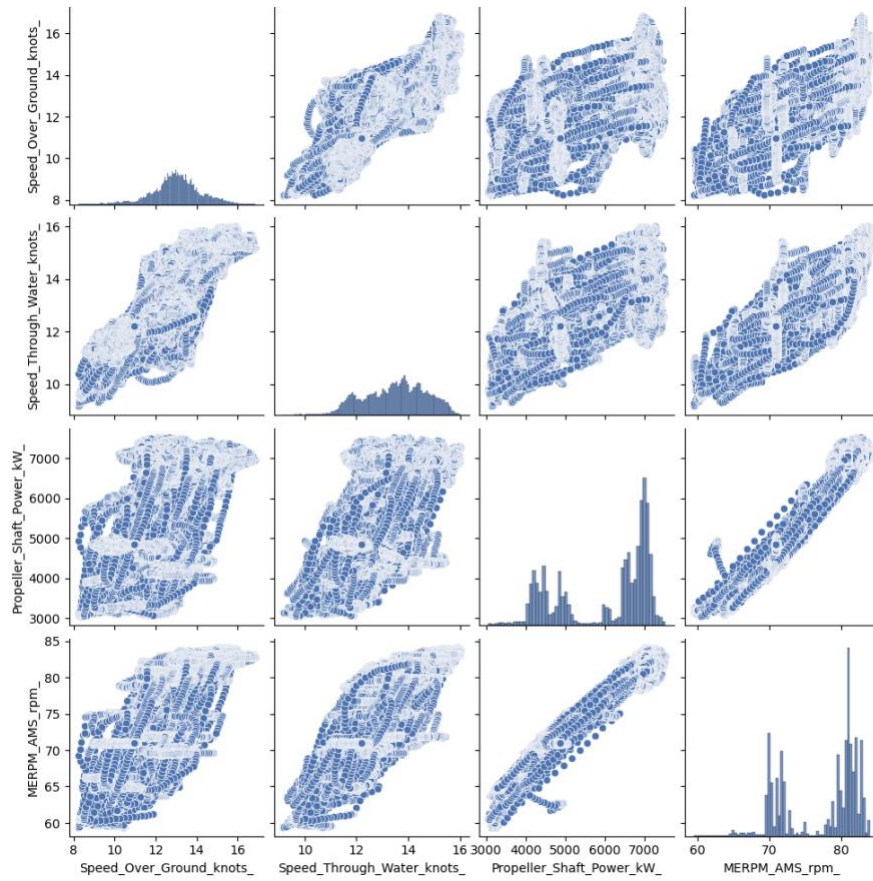 Speed_Over_Ground_knots_
16
14
12
10
8
Speed_Through_Water_knots_
16
14
12
10
Propeller_Shaft_Power_kW_
7000
6000
5000
4000
3000
MERPM_AMS_rpm_
85
80
75
70
65
60
8 10 12 14 16
10 12 14 16
3000 4000 5000 6000 7000
60 70 80
Speed_Over_Ground_knots_
Speed_Through_Water_knots_
Propeller_Shaft_Power_kW_
MERPM_AMS_rpm_